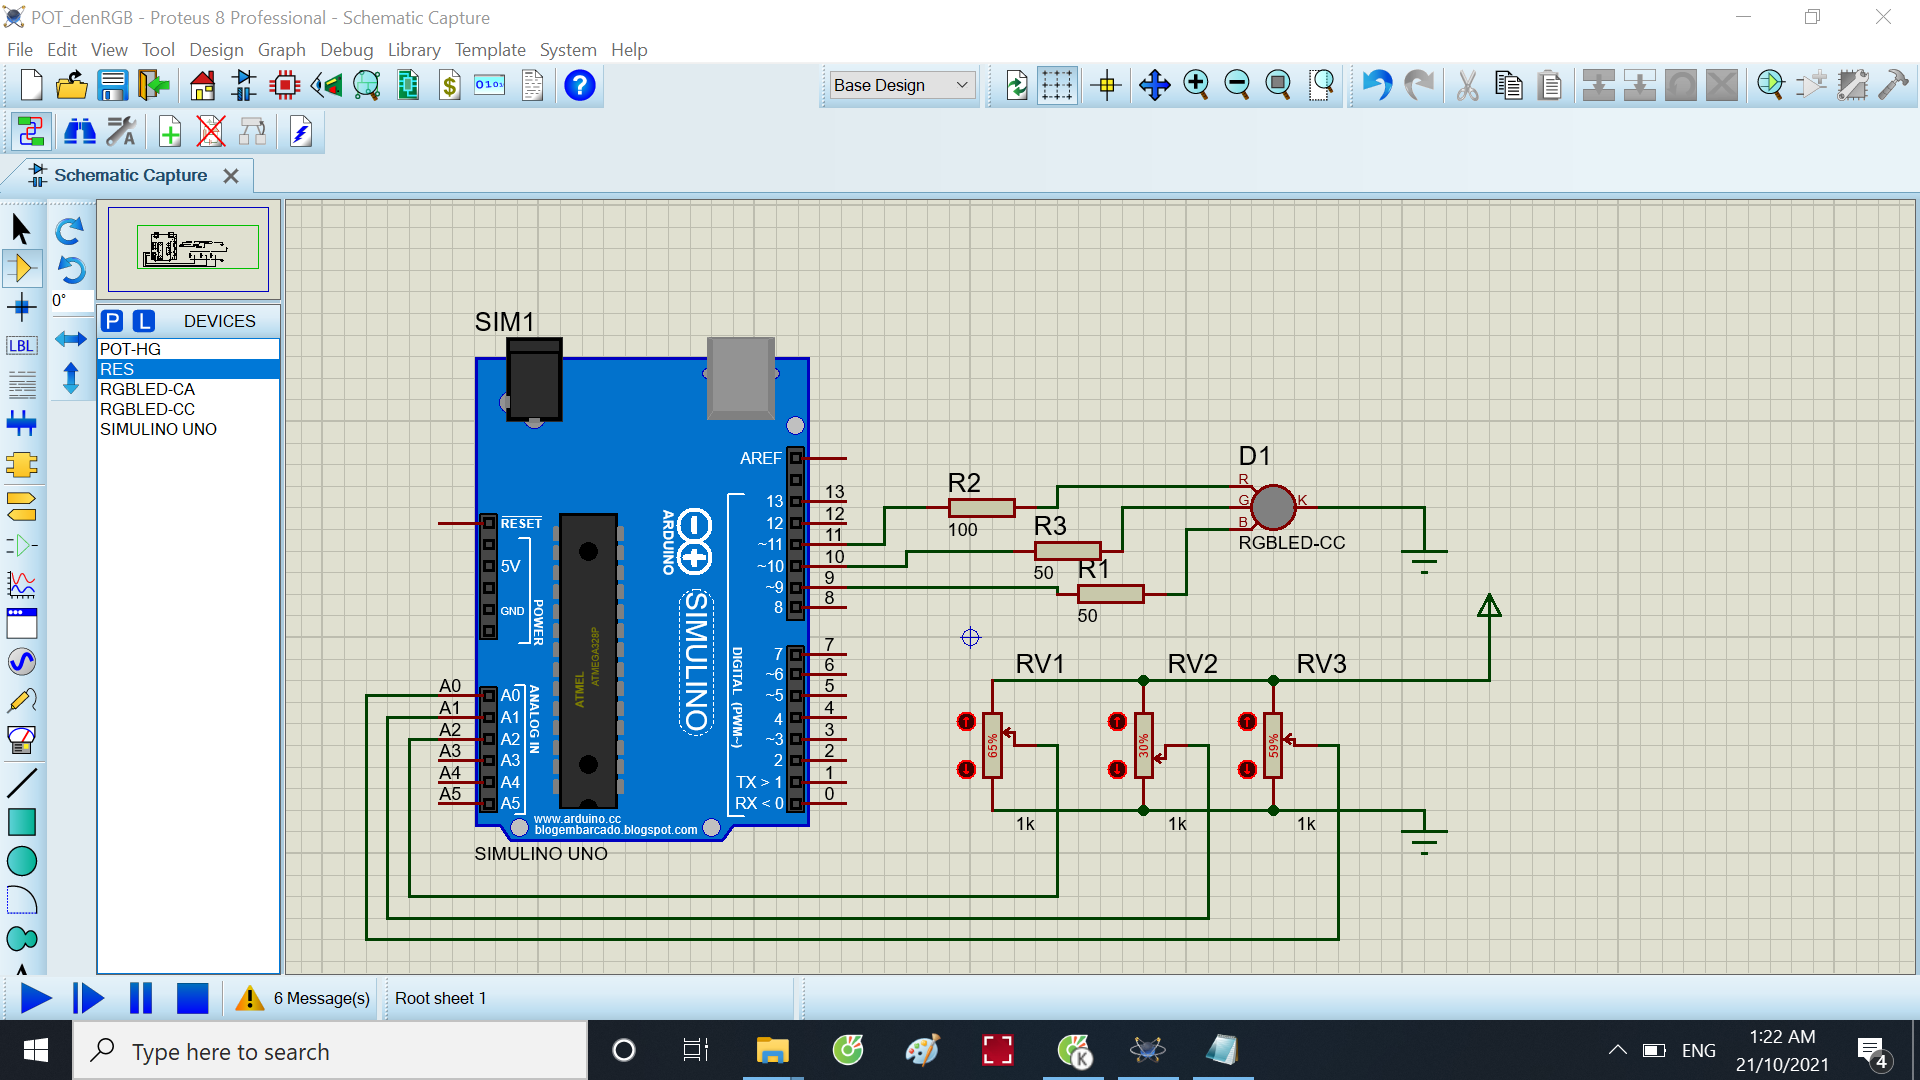 POT_denRGB - Proteus 8 Professional - Schematic Capture
File Edit View Tool Design Graph Debug Library Template System Help
$
0101
?
Base Design
Schematic Capture
0°
P L DEVICES
LBL
POT-HG
RES
RGBLED-CA
RGBLED-CC
SIMULINO UNO
A
SIM1
AREF
13 13
12 12
~11 11
~10 10
~9 9
8 8
7 7
~6 6
~5 5
4 4
~3 3
2 2
TX > 1 1
RX < 0 0
RESET
5V
GND
POWER
ARDUINO
SIMULINO
DIGITAL (PWM~)
ANALOG IN
ATMEL
ATMEGA328P
A0 A0
A1 A1
A2 A2
A3 A3
A4 A4
A5 A5
www.arduino.cc
blogembarcado.blogspot.com
SIMULINO UNO
R2
100
R3
50
R1
50
D1
R
G
B
K
RGBLED-CC
RV1 RV2 RV3
65% 30% 59%
1k 1k 1k
6 Message(s) Root sheet 1
Type here to search
K
ENG
1:22 AM
21/10/2021
4